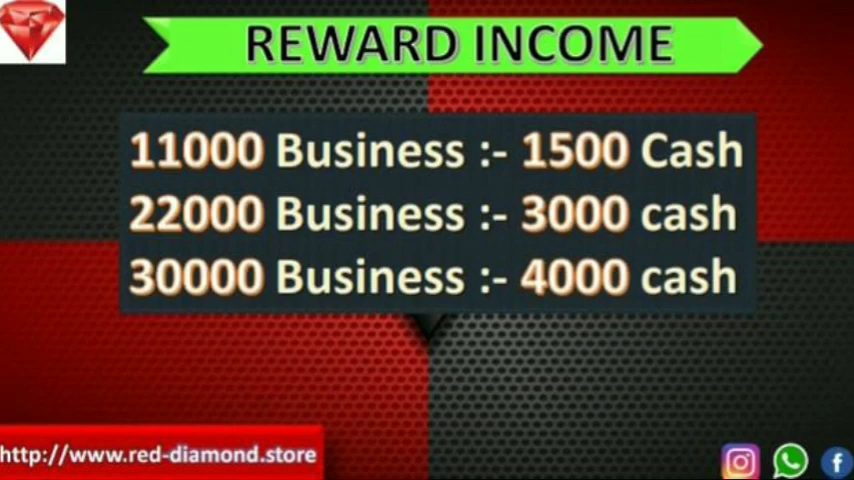 REWARD INCOME
11000 Business :- 1500 Cash
22000 Business :- 3000 cash
30000 Business :- 4000 cash
http://www.red-diamond.store